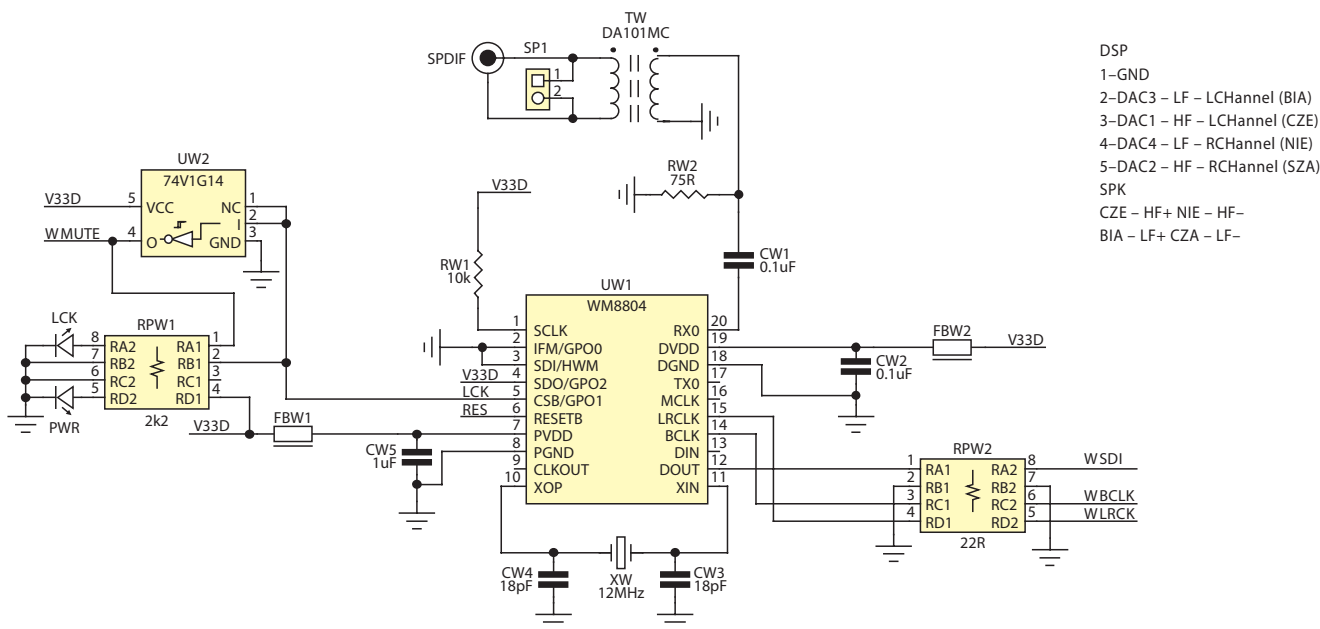 TW
DA101MC
SPDIF
SP1
1
2
DSP
1–GND
2–DAC3 – LF – LChannel (BIA)
3–DAC1 – HF – LCHannel (CZE)
4–DAC4 – LF – RCHannel (NIE)
5–DAC2 – HF – RCHannel (SZA)
SPK
CZE – HF+ NIE – HF–
BIA – LF+ CZA – LF–
UW2
74V1G14
V33D 5 VCC NC 1
I 2
WMUTE 4 O GND 3
RW2
75R
V33D
RW1
10k
CW1
0.1uF
UW1
WM8804
1 SCLK RX0 20
2 IFM/GPO0 DVDD 19
3 SDI/HWM DGND 18
V33D 4 SDO/GPO2 TX0 17
LCK 5 CSB/GPO1 MCLK 16
RES 6 RESETB LRCLK 15
7 PVDD BCLK 14
8 PGND DIN 13
9 CLKOUT DOUT 12
10 XOP XIN 11
FBW2
V33D
CW2
0.1uF
LCK
RPW1
8 RA2 RA1 1
7 RB2 RB1 2
6 RC2 RC1 3
5 RD2 RD1 4
PWR
2k2
V33D
FBW1
CW5
1uF
RPW2
1 RA1 RA2 8 WSDI
2 RB1 RB2 7
3 RC1 RC2 6 WBCLK
4 RD1 RD2 5 WLRCK
22R
CW4
18pF
XW
12MHz
CW3
18pF